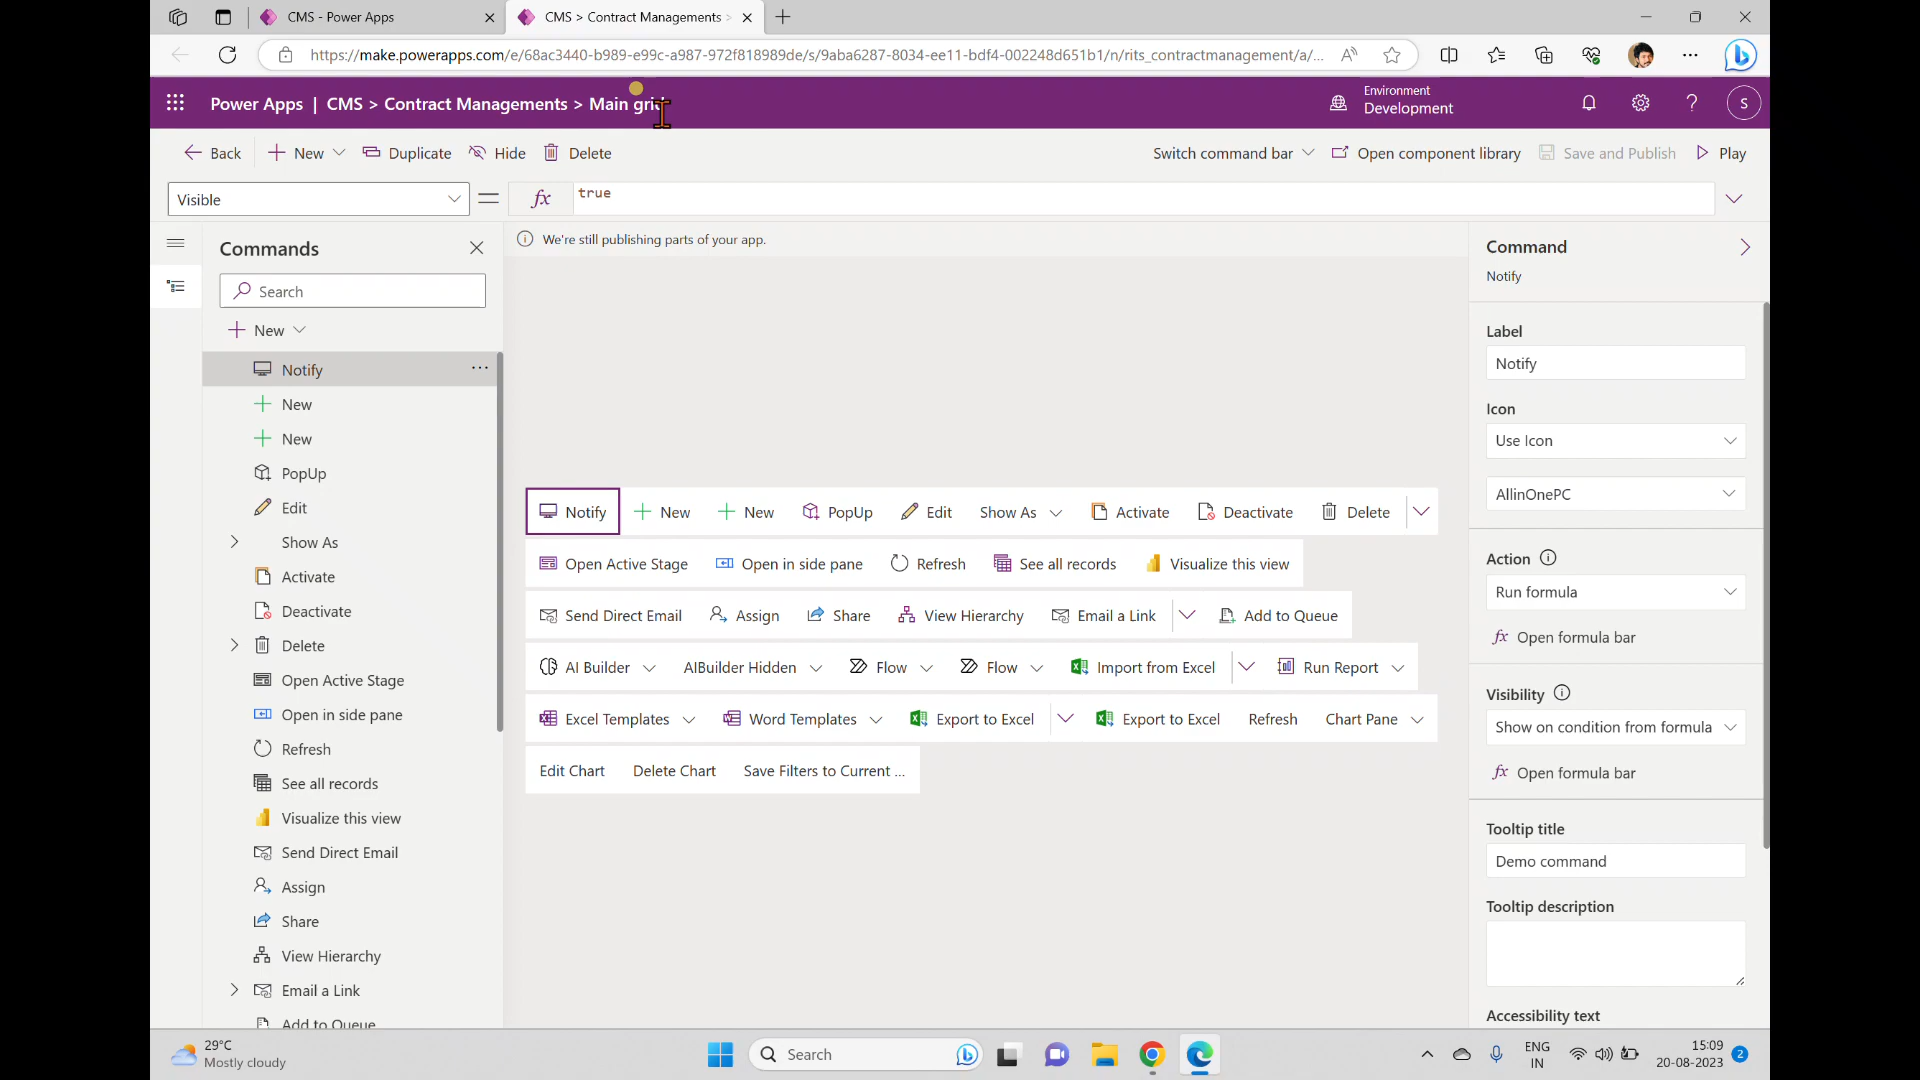 CMS - Power Apps
CMS > Contract Managements >
https://make.powerapps.com/e/68ac3440-b989-e99c-a987-972f818989de/s/9aba6287-8034-ee11-bdf4-002248d651b1/n/rits_contractmanagement/a/...
Power Apps | CMS > Contract Managements > Main grid
Environment
Development
S
Back
New
Duplicate
Hide
Delete
Switch command bar
Open component library
Save and Publish
Play
Visible
fx
true
Commands
Search
New
Notify
New
New
PopUp
Edit
Show As
Activate
Deactivate
Delete
Open Active Stage
Open in side pane
Refresh
See all records
Visualize this view
Send Direct Email
Assign
Share
View Hierarchy
Email a Link
Add to Queue
We're still publishing parts of your app.
Notify New New PopUp Edit Show As Activate Deactivate Delete
Open Active Stage Open in side pane Refresh See all records Visualize this view
Send Direct Email Assign Share View Hierarchy Email a Link Add to Queue
AI Builder AIBuilder Hidden Flow Flow Import from Excel Run Report
Excel Templates Word Templates Export to Excel Export to Excel Refresh Chart Pane
Edit Chart Delete Chart Save Filters to Current ...
Command
Notify
Label
Notify
Icon
Use Icon
AllinOnePC
Action
Run formula
fx Open formula bar
Visibility
Show on condition from formula
fx Open formula bar
Tooltip title
Demo command
Tooltip description
Accessibility text
29°C
Mostly cloudy
Search
ENG
IN
15:09
20-08-2023
2